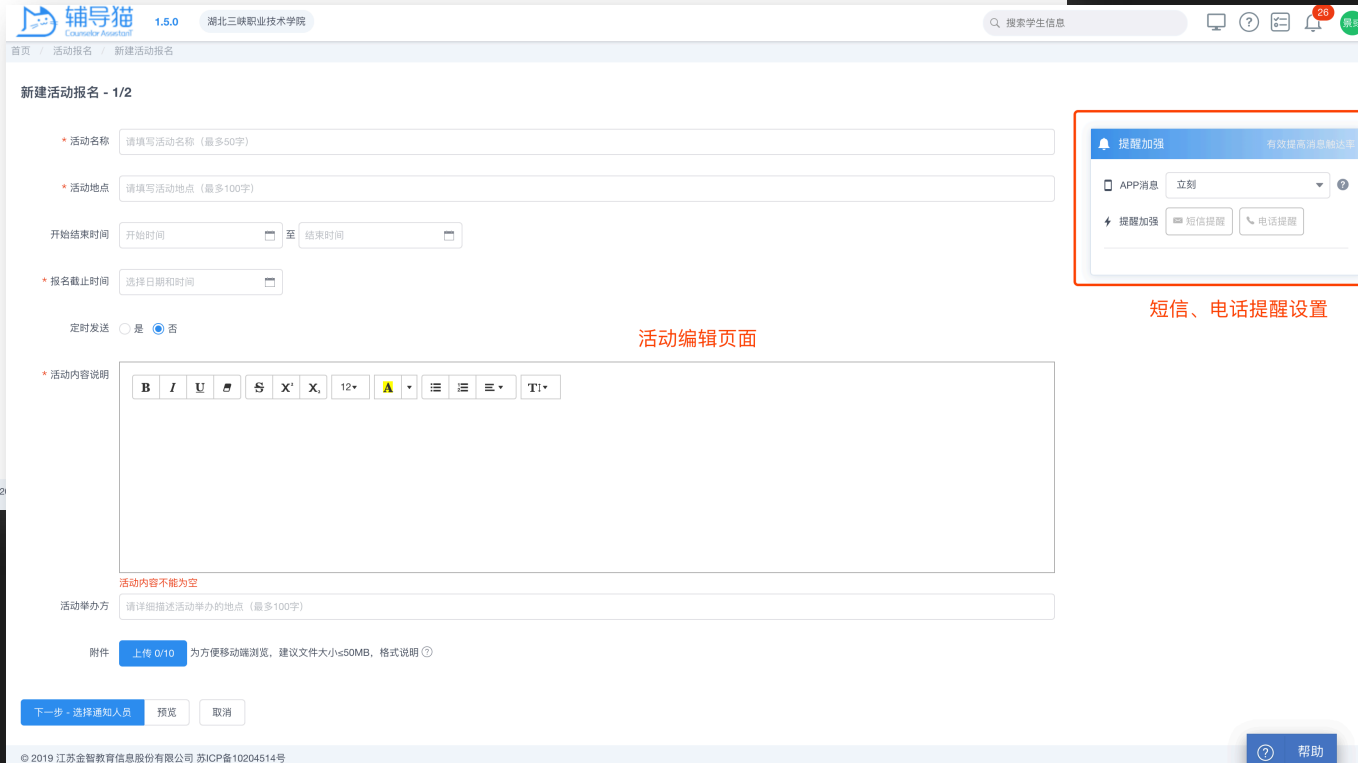 辅导猫
Counselor Assistant
1.5.0
湖北三峡职业技术学院
搜索学生信息
26
首页 / 活动报名 / 新建活动报名
新建活动报名 - 1/2
* 活动名称 请填写活动名称（最多50字）
* 活动地点 请填写活动地点（最多100字）
开始结束时间 开始时间 至 结束时间
* 报名截止时间 选择日期和时间
定时发送 是 否
提醒加强 有效提高消息触达率
APP消息 立刻
提醒加强 短信提醒 电话提醒
短信、电话提醒设置
活动编辑页面
* 活动内容说明
B I U S X² X₂ 12 A T
活动内容不能为空
活动举办方 请详细描述活动举办的地点（最多100字）
附件 上传 0/10 为方便移动端浏览，建议文件大小≤50MB，格式说明 ?
下一步 - 选择通知人员 预览 取消
© 2019 江苏金智教育信息股份有限公司 苏ICP备10204514号
? 帮助